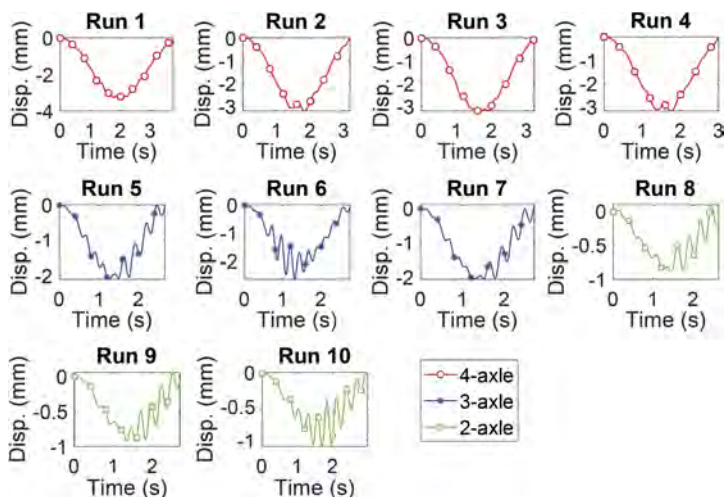 Run 1 Run 2 Run 3 Run 4
Disp. (mm) 0 -2 -4 Disp. (mm) 0 -1 -2 -3 Disp. (mm) 0 -1 -2 -3 Disp. (mm) 0 -1 -2 -3
0 1 2 3 0 1 2 3 0 1 2 3 0 1 2 3
Time (s) Time (s) Time (s) Time (s)
Run 5 Run 6 Run 7 Run 8
Disp. (mm) 0 -1 -2 Disp. (mm) 0 -1 -2 Disp. (mm) 0 -1 -2 Disp. (mm) 0 -0.5 -1
0 1 2 0 1 2 0 1 2 0 1 2
Time (s) Time (s) Time (s) Time (s)
Run 9 Run 10
Disp. (mm) 0 -0.5 -1 Disp. (mm) 0 -0.5 -1
0 1 2 0 1 2
Time (s) Time (s)
4-axle
3-axle
2-axle